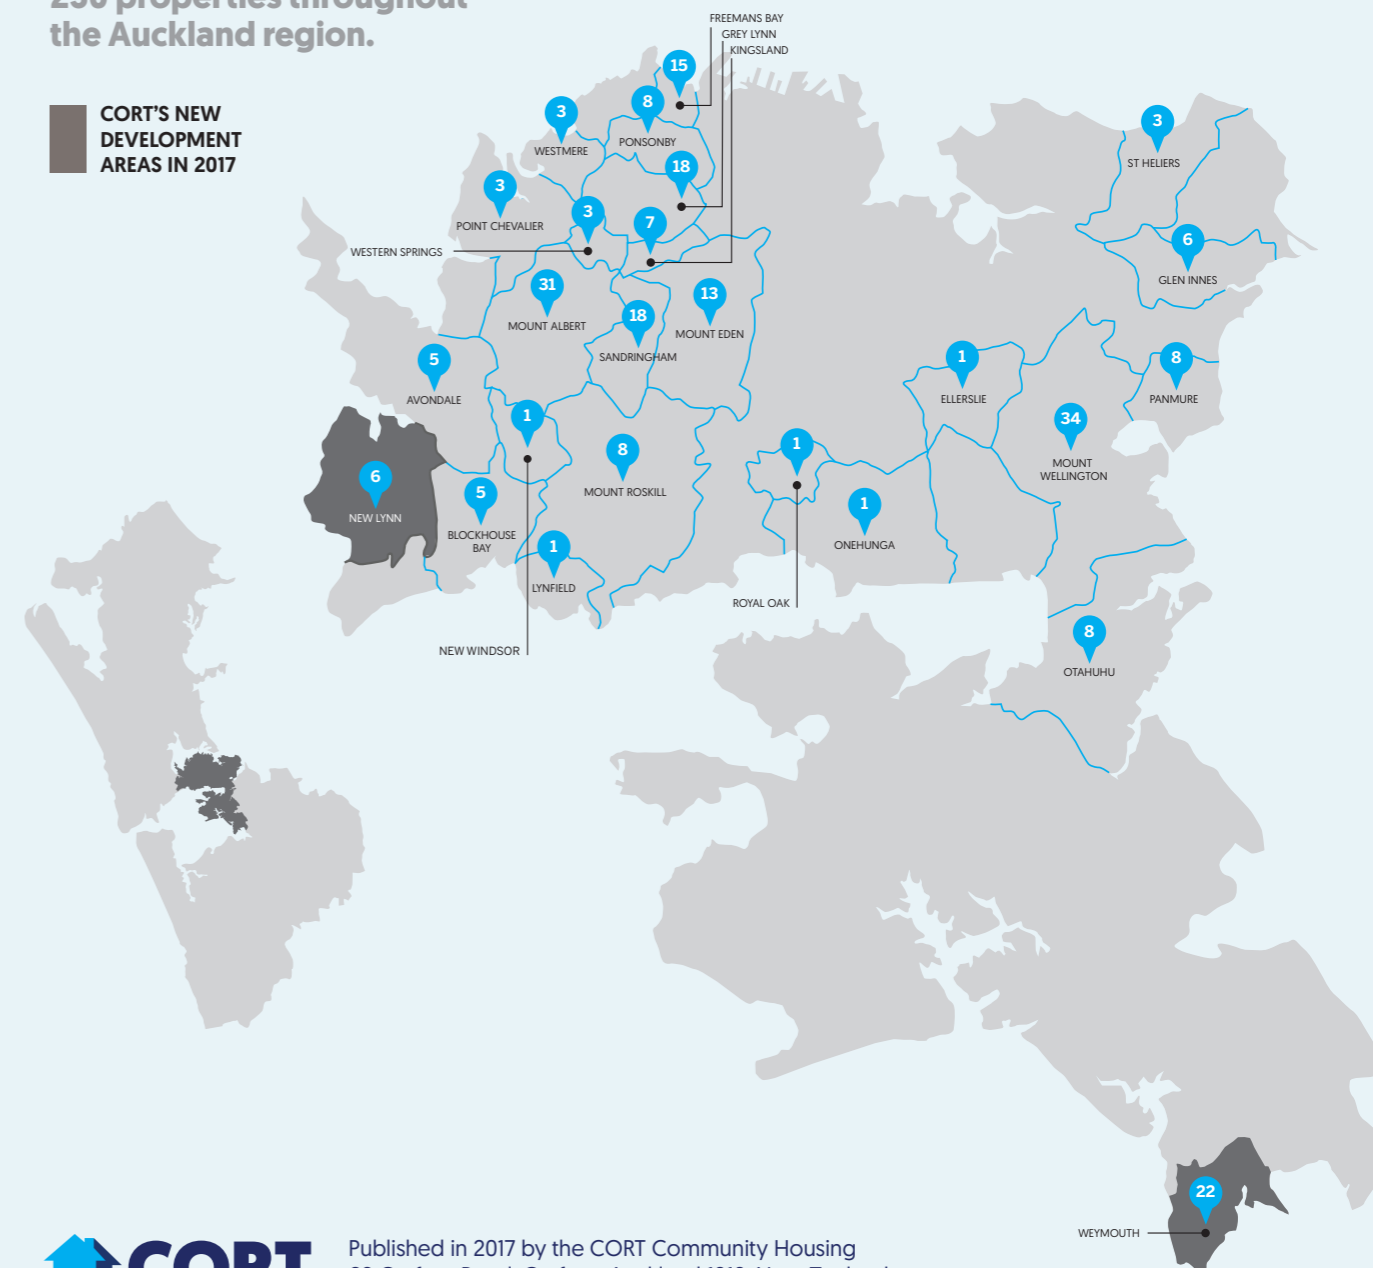 properties throughout
the Auckland region.
CORT'S NEW
DEVELOPMENT
AREAS IN 2017
FREEMANS BAY
GREY LYNN
KINGSLAND
15
8
PONSONBY
3
WESTMERE
18
3
POINT CHEVALIER
3
7
WESTERN SPRINGS
31
MOUNT ALBERT
18
SANDRINGHAM
13
MOUNT EDEN
3
ST HELIERS
6
GLEN INNES
5
AVONDALE
1
ELLERSLIE
8
PANMURE
34
MOUNT
WELLINGTON
1
8
MOUNT ROSKILL
1
6
NEW LYNN
5
BLOCKHOUSE
BAY
1
ONEHUNGA
1
LYNFIELD
ROYAL OAK
NEW WINDSOR
8
OTAHUHU
22
WEYMOUTH
CORT
Published in 2017 by the CORT Community Housing